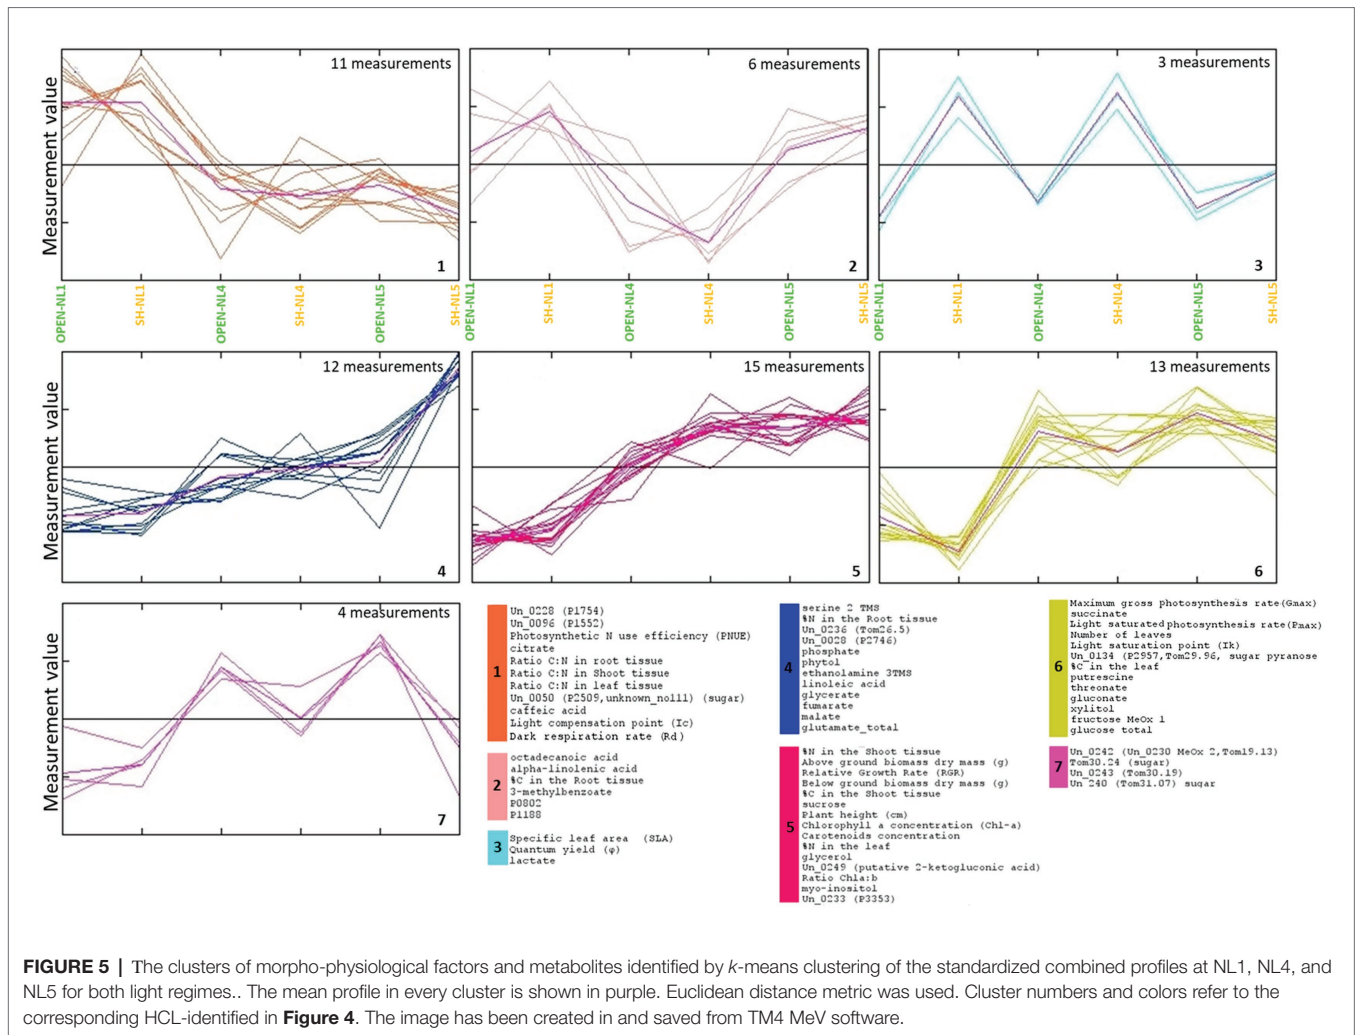 11 measurements
6 measurements
3 measurements
Measurement value
1
2
3
OPEN-NL1
SH-NL1
OPEN-NL4
SH-NL4
OPEN-NL5
SH-NL5
OPEN-NL1
SH-NL1
OPEN-NL4
SH-NL4
OPEN-NL5
SH-NL5
OPEN-NL1
SH-NL1
OPEN-NL4
SH-NL4
OPEN-NL5
SH-NL5
12 measurements
15 measurements
13 measurements
Measurement value
4
5
6
4 measurements
Measurement value
7
1
Un_0228 (P1754)
Un_0096 (P1552)
Photosynthetic N use efficiency (PNUE)
citrate
Ratio C:N in root tissue
Ratio C:N in Shoot tissue
Ratio C:N in leaf tissue
Un_0050 (P2509,unknown_no111) (sugar)
caffeic acid
Light compensation point (Ic)
Dark respiration rate (Rd)
2
octadecanoic acid
alpha-linolenic acid
%C in the Root tissue
3-methylbenzoate
P0802
P1188
3
Specific leaf area (SLA)
Quantum yield (φ)
lactate
4
serine 2 TMS
%N in the Root tissue
Un_0236 (Tom26.5)
Un_0028 (P2746)
phosphate
phytol
ethanolamine 3TMS
linoleic acid
glycerate
fumarate
malate
glutamate_total
5
%N in the Shoot tissue
Above ground biomass dry mass (g)
Relative Growth Rate (RGR)
Below ground biomass dry mass (g)
%C in the Shoot tissue
sucrose
Plant height (cm)
Chlorophyll a concentration (Chl-a)
Carotenoids concentration
%N in the leaf
glycerol
Un_0249 (putative 2-ketogluconic acid)
Ratio Chla:b
myo-inositol
Un_0233 (P3353)
6
Maximum gross photosynthesis rate(Gmax)
succinate
Light saturated photosynthesis rate(Pmax)
Number of leaves
Light saturation point (Ik)
Un_0134 (P2957,Tom29.96, sugar pyranose
%C in the leaf
putrescine
threonate
gluconate
xylitol
fructose MeOx 1
glucose total
7
Un_0242 (Un_0230 MeOx 2,Tom19.13)
Tom30.24 (sugar)
Un_0243 (Tom30.19)
Un_240 (Tom31.07) sugar
FIGURE 5 | The clusters of morpho-physiological factors and metabolites identified by k-means clustering of the standardized combined profiles at NL1, NL4, and
NL5 for both light regimes.. The mean profile in every cluster is shown in purple. Euclidean distance metric was used. Cluster numbers and colors refer to the
corresponding HCL-identified in Figure 4. The image has been created in and saved from TM4 MeV software.